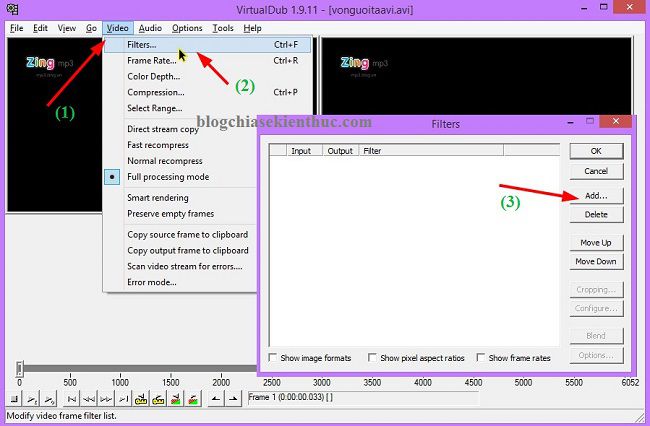 VirtualDub 1.9.11 - [vonguoitaavi.avi]
File Edit View Go Video Audio Options Tools Help
Zing mp3
mp3.zing.vn
Zing mp3
mp3.zing.vn
(1)
Filters... Ctrl+F
Frame Rate... Ctrl+R
Color Depth...
Compression... Ctrl+P
Select Range...
Direct stream copy
Fast recompress
Normal recompress
Full processing mode
Smart rendering
Preserve empty frames
Copy source frame to clipboard
Copy output frame to clipboard
Scan video stream for errors....
Error mode...
(2)
blogchiasekienthuc.com
Filters
Input Output Filter
OK
Cancel
(3)
Add...
Delete
Move Up
Move Down
Cropping...
Configure...
Blend
Options...
Show image formats Show pixel aspect ratios Show frame rates
0 500 1000 1500 2000 2500 3000 3500 4000 4500 5000 5500 6052
Frame 1 (0:00:00.033) [ ]
Modify video frame filter list.